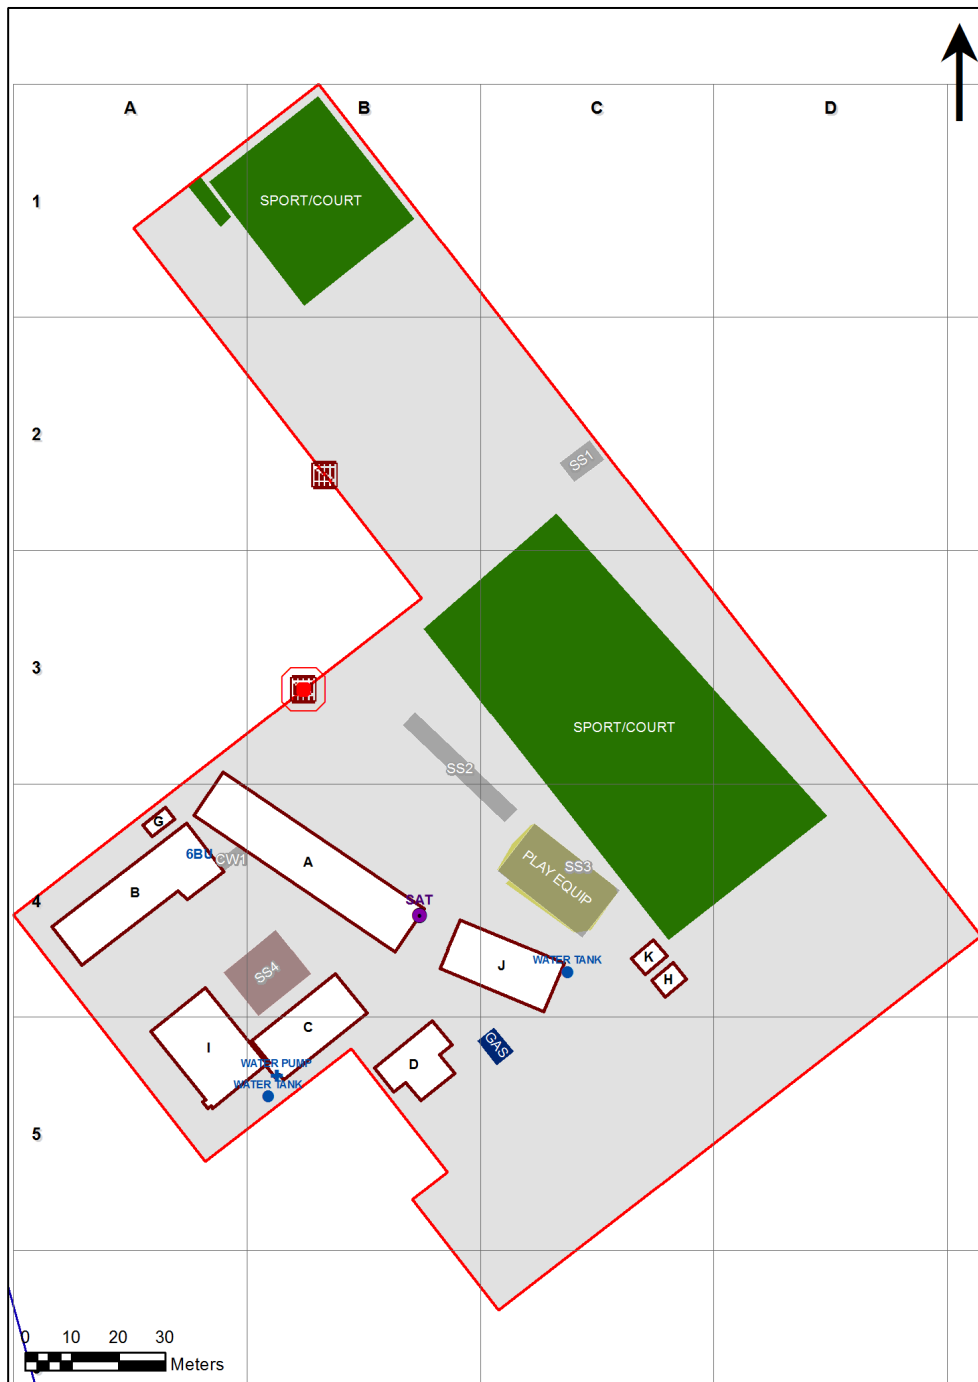 A
B
C
D
1
SPORT/COURT
2
SS1
3
SPORT/COURT
SS2
G
6BU
CW1
A
SS3
PLAY EQUIP
B
4
SAT
K
J
WATER TANK
SS4
H
C
I
GAS
WATER PUMP
D
WATER TANK
5
0 10 20 30
Meters